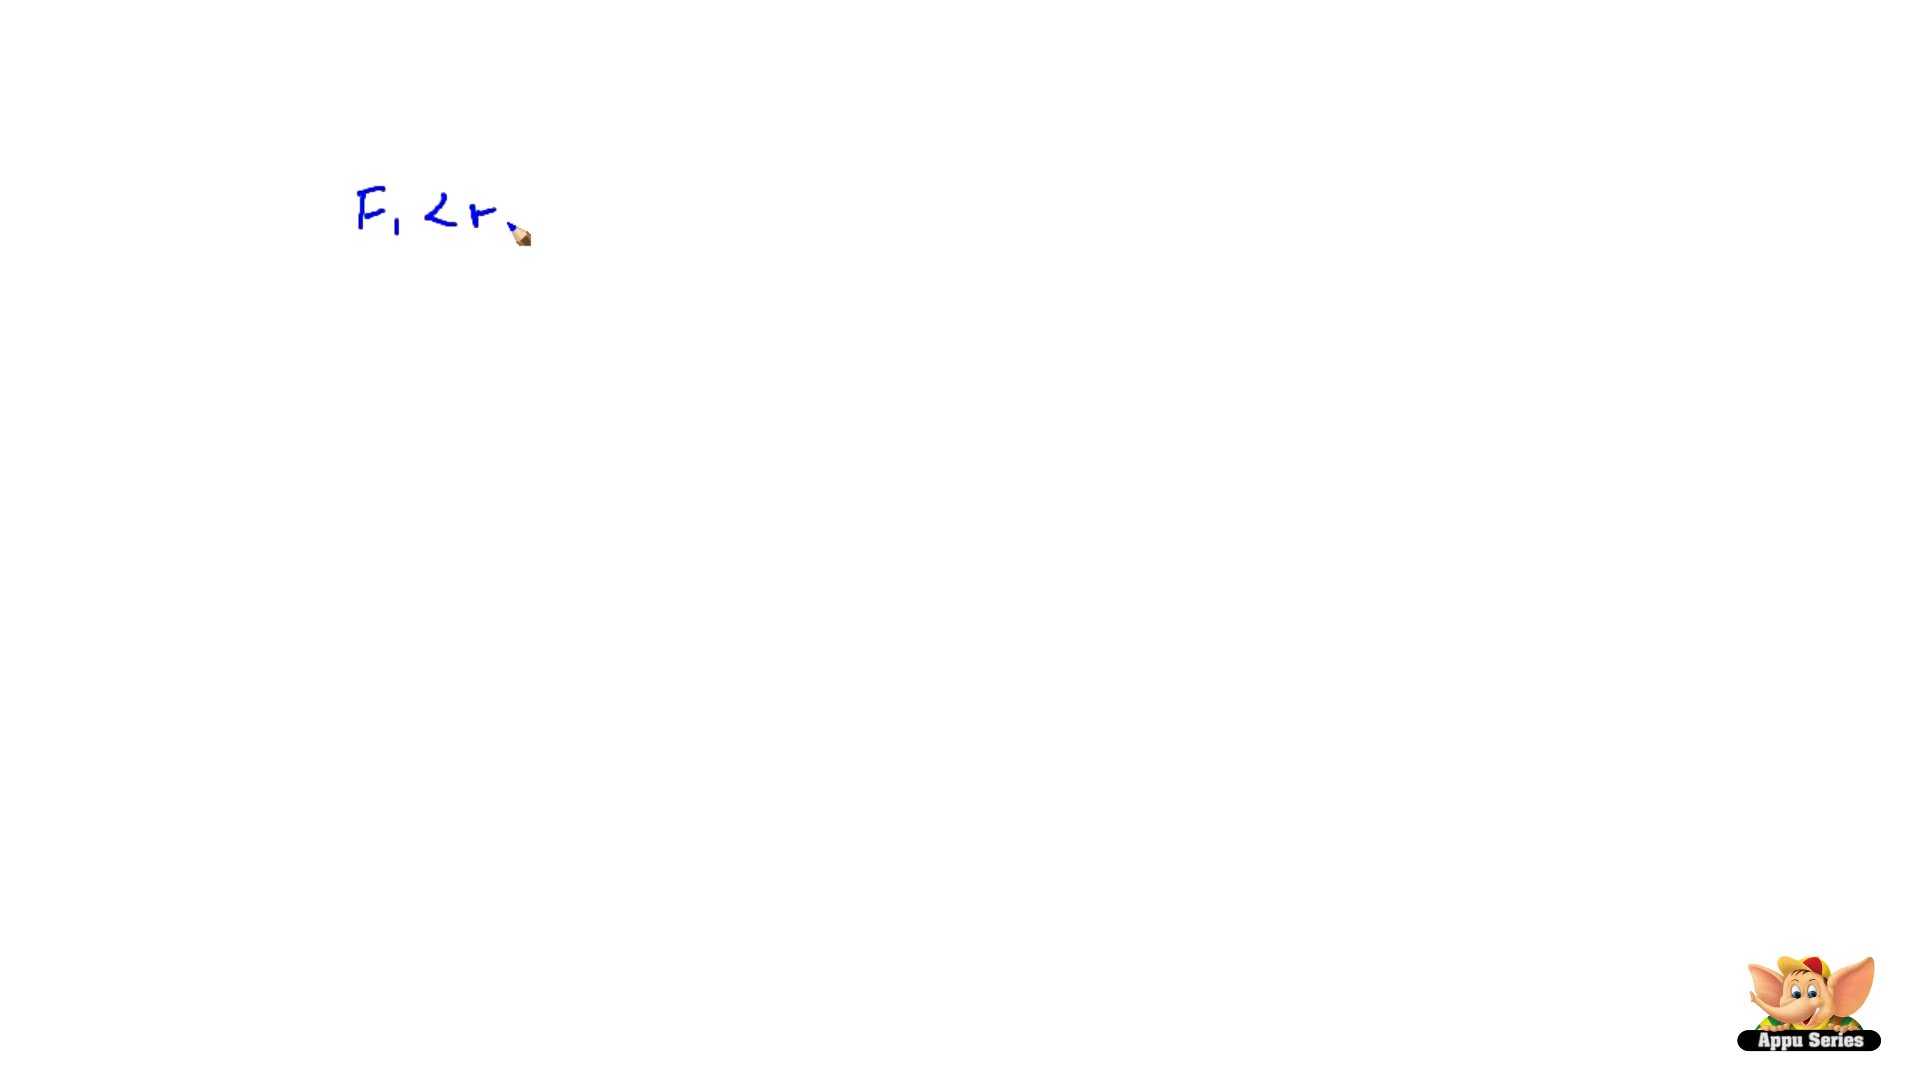 F₁ < r
Appu Series